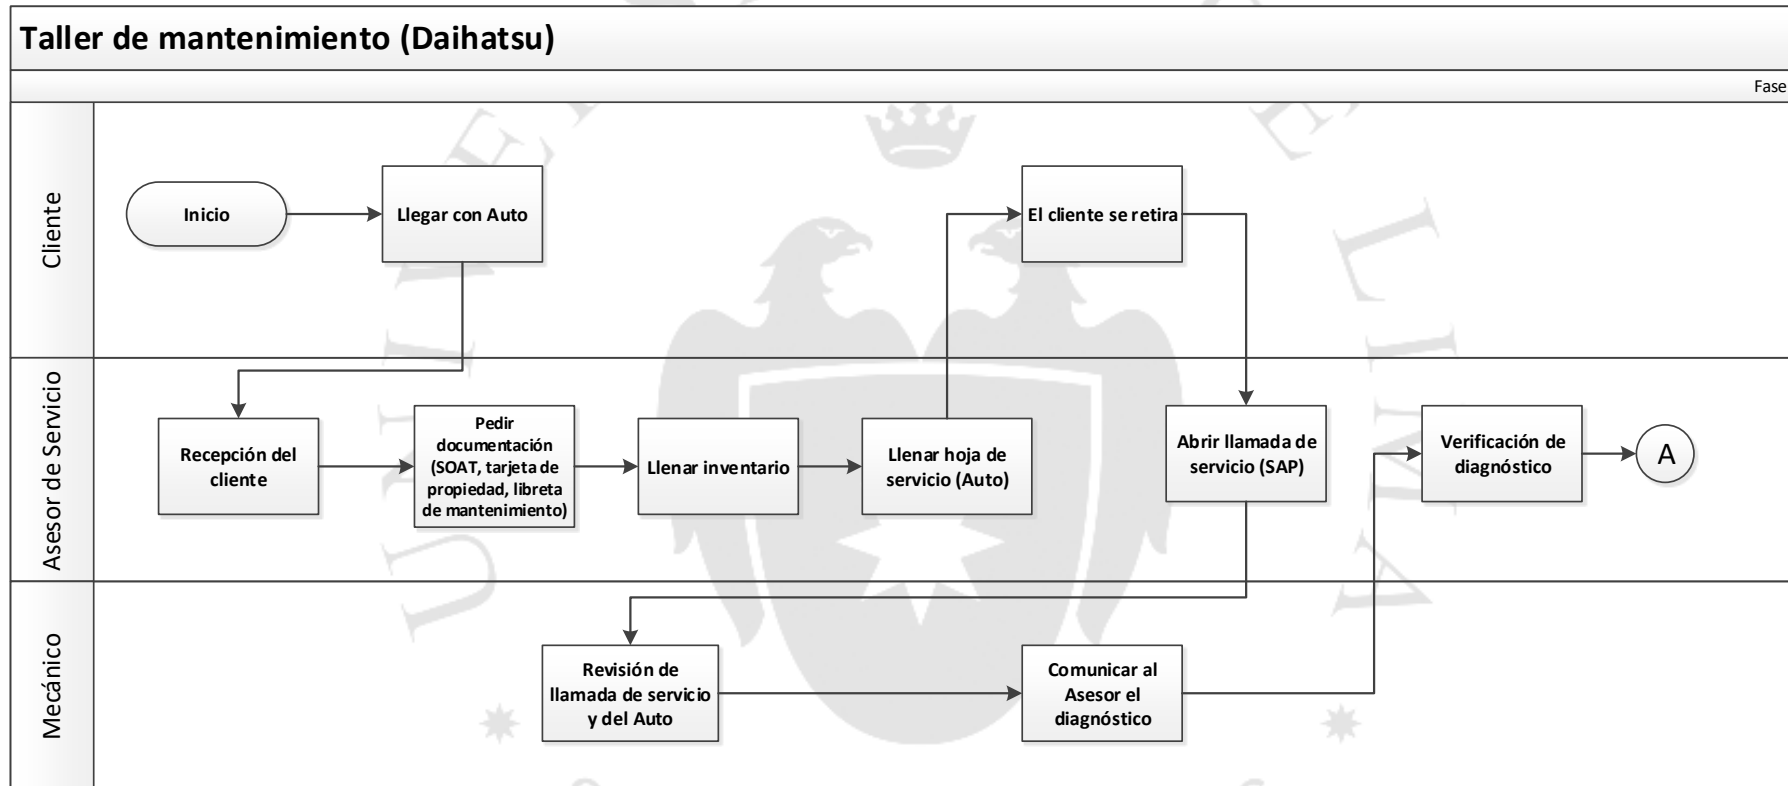 Taller de mantenimiento (Daihatsu)
Fase
Cliente
Inicio
Llegar con Auto
El cliente se retira
Asesor de Servicio
Recepción del
cliente
Pedir
documentación
(SOAT, tarjeta de
propiedad, libreta
de mantenimiento)
Llenar inventario
Llenar hoja de
servicio (Auto)
Abrir llamada de
servicio (SAP)
Verificación de
diagnóstico
A
Mecánico
Revisión de
llamada de servicio
y del Auto
Comunicar al
Asesor el
diagnóstico
LIMA